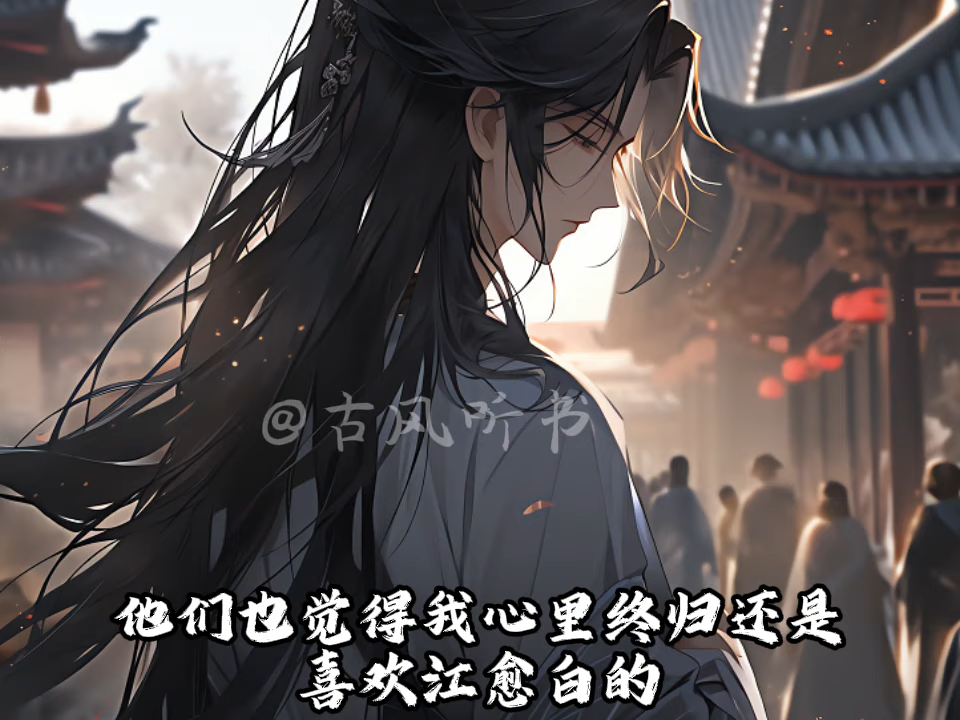 @古风听书
他们也觉得我心里终归还是
喜欢江愈白的